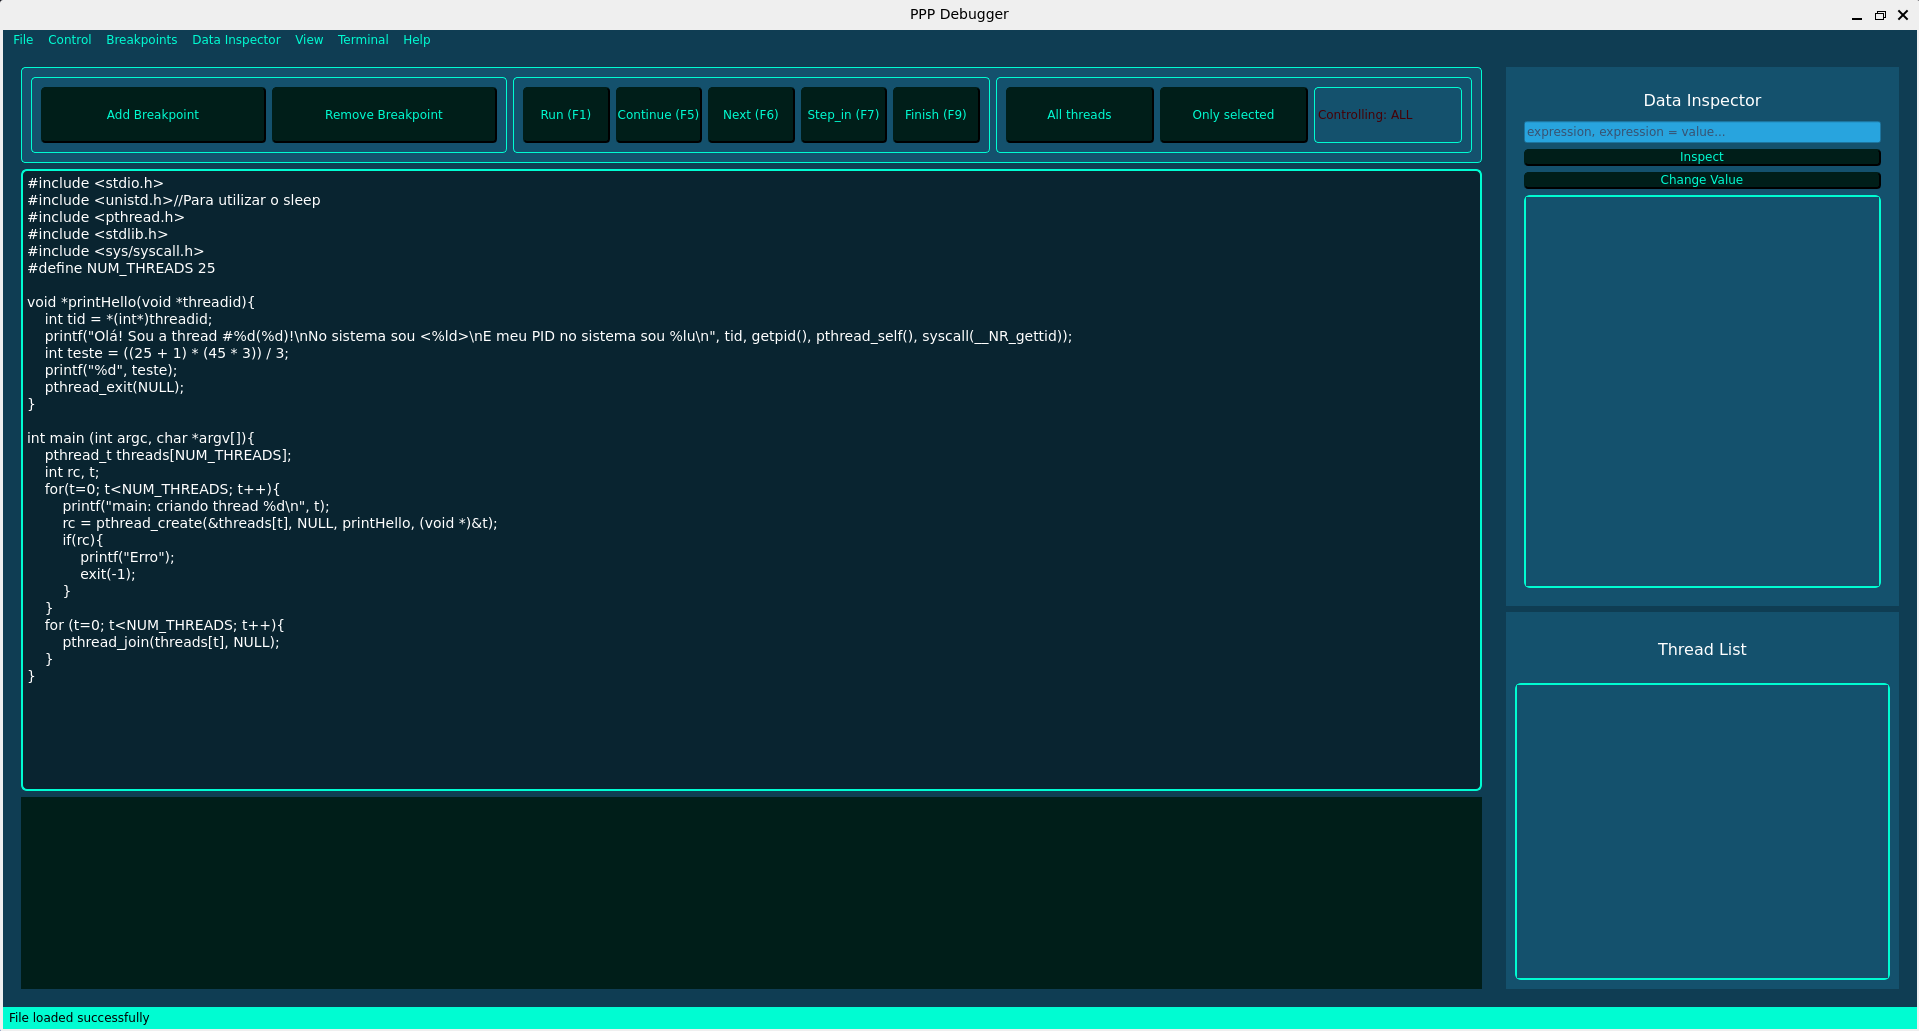 PPP Debugger
File Control Breakpoints Data Inspector View Terminal Help
Add Breakpoint Remove Breakpoint Run (F1) Continue (F5) Next (F6) Step_in (F7) Finish (F9) All threads Only selected Controlling: ALL
#include <stdio.h>
#include <unistd.h>//Para utilizar o sleep
#include <pthread.h>
#include <stdlib.h>
#include <sys/syscall.h>
#define NUM_THREADS 25
void *printHello(void *threadid){
    int tid = *(int*)threadid;
    printf("Olá! Sou a thread #%d(%d)!\nNo sistema sou <%ld>\nE meu PID no sistema sou %lu\n", tid, getpid(), pthread_self(), syscall(__NR_gettid));
    int teste = ((25 + 1) * (45 * 3)) / 3;
    printf("%d", teste);
    pthread_exit(NULL);
}
int main (int argc, char *argv[]){
    pthread_t threads[NUM_THREADS];
    int rc, t;
    for(t=0; t<NUM_THREADS; t++){
        printf("main: criando thread %d\n", t);
        rc = pthread_create(&threads[t], NULL, printHello, (void *)&t);
        if(rc){
            printf("Erro");
            exit(-1);
        }
    }
    for (t=0; t<NUM_THREADS; t++){
        pthread_join(threads[t], NULL);
    }
}
Data Inspector
expression, expression = value...
Inspect
Change Value
Thread List
File loaded successfully